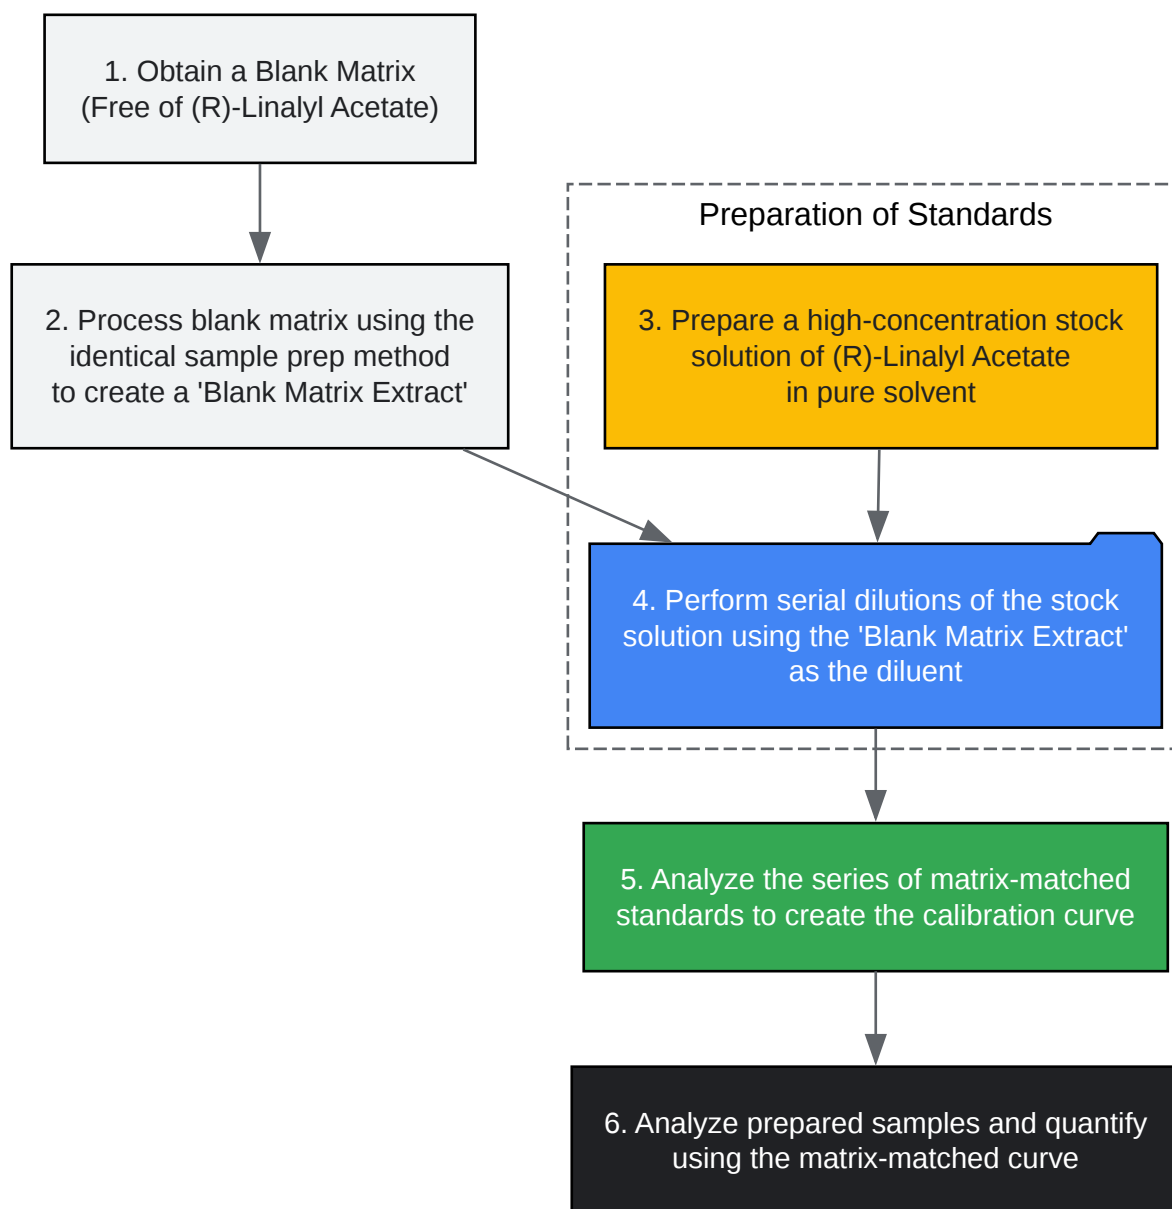 1. Obtain a Blank Matrix
(Free of (R)-Linalyl Acetate)
Preparation of Standards
2. Process blank matrix using the
identical sample prep method
to create a 'Blank Matrix Extract'
3. Prepare a high-concentration stock
solution of (R)-Linalyl Acetate
in pure solvent
4. Perform serial dilutions of the stock
solution using the 'Blank Matrix Extract'
as the diluent
5. Analyze the series of matrix-matched
standards to create the calibration curve
6. Analyze prepared samples and quantify
using the matrix-matched curve